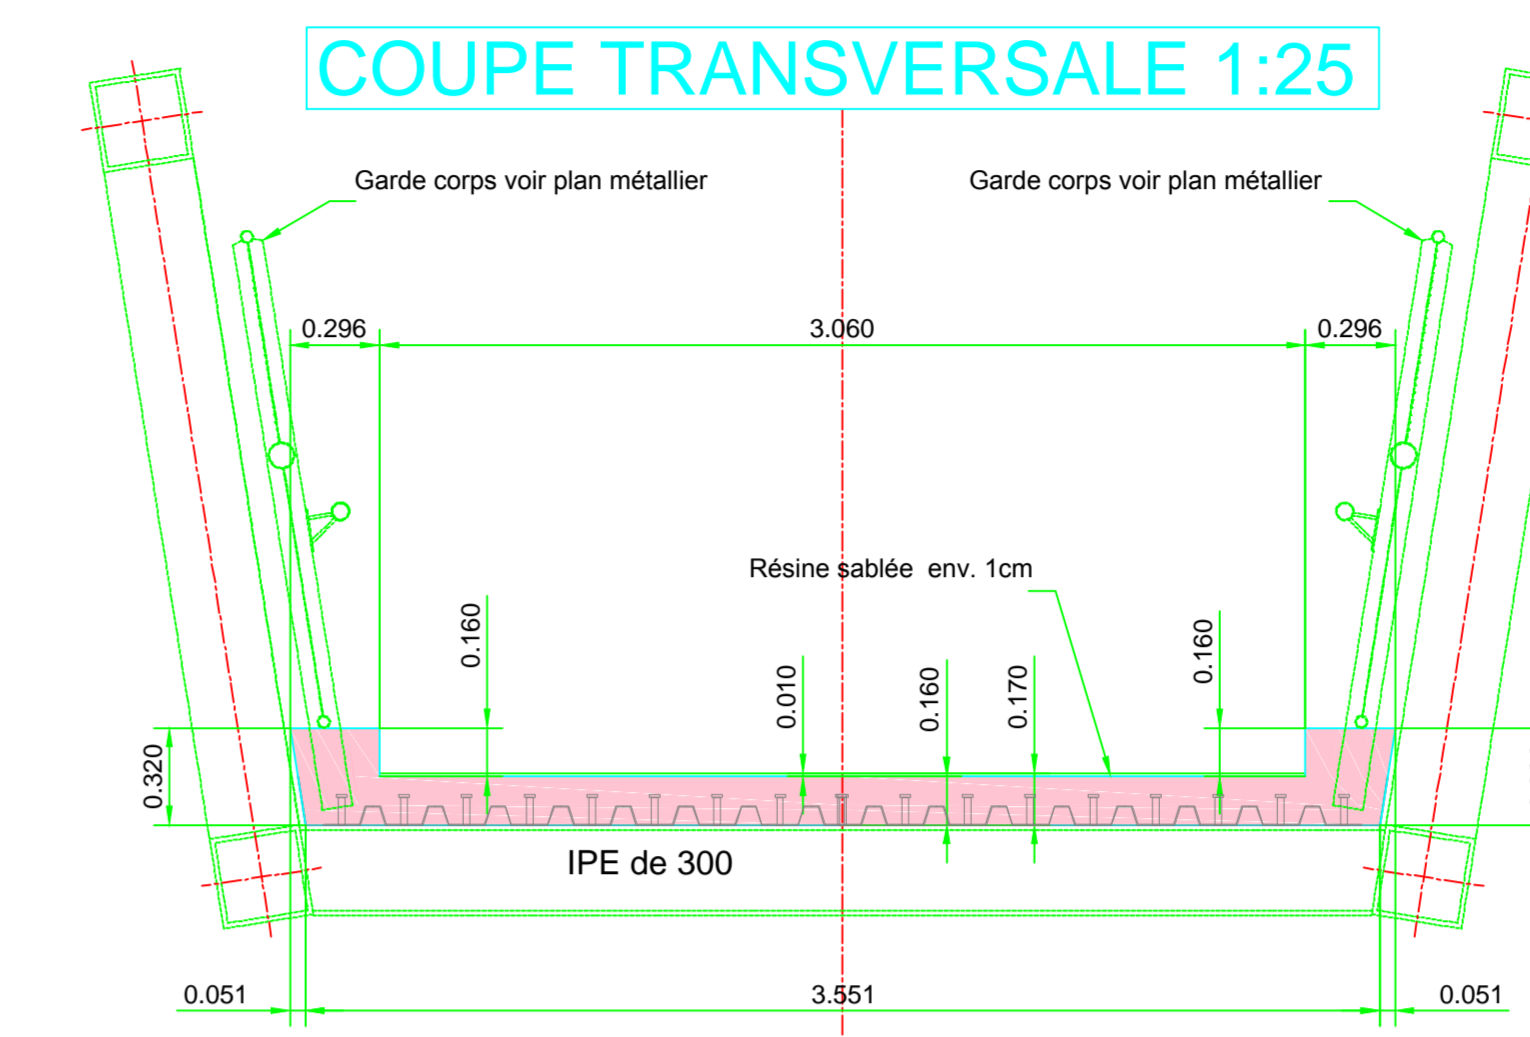 COUPE TRANSVERSALE 1:25
Garde corps voir plan métallier
Garde corps voir plan métallier
0.296
3.060
0.296
Résine sablée env. 1cm
0.160
0.010
0.160
0.170
0.160
0.320
IPE de 300
0.051
3.551
0.051